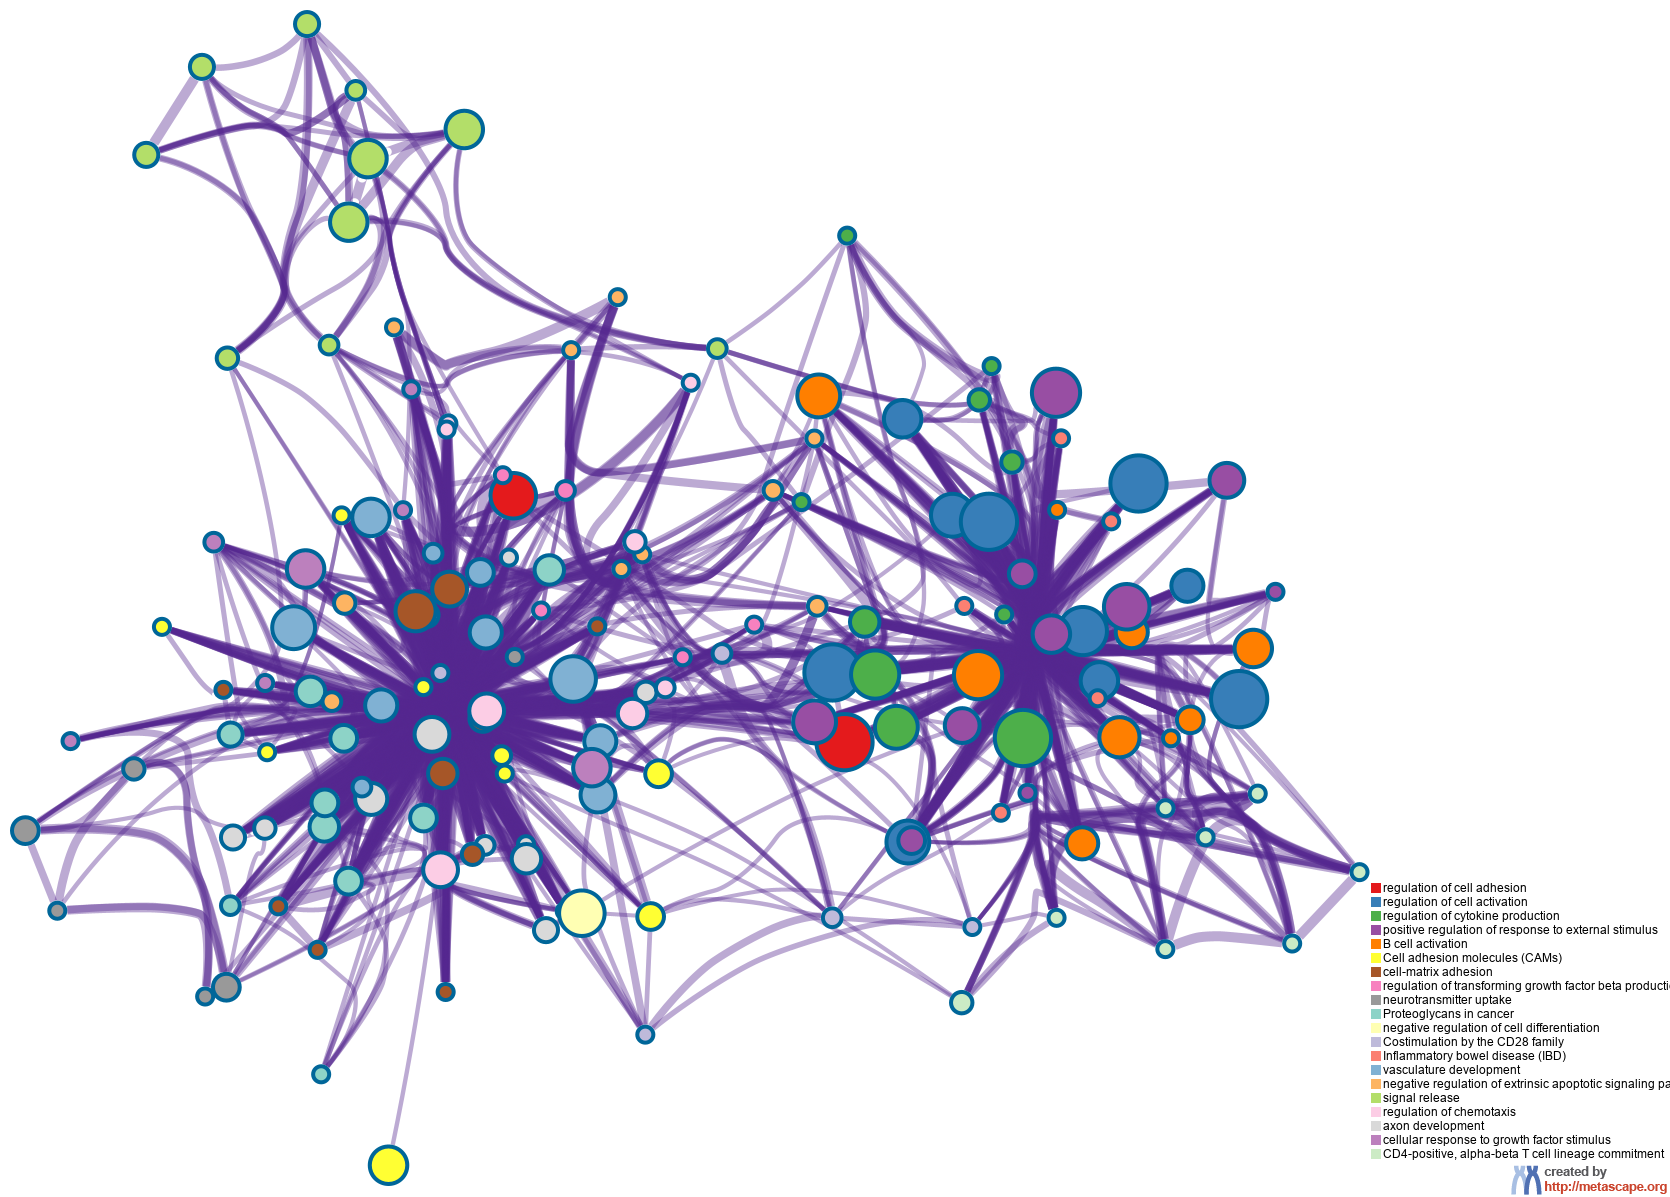 regulation of cell adhesion
regulation of cell activation
regulation of cytokine production
positive regulation of response to external stimulus
B cell activation
Cell adhesion molecules (CAMs)
cell-matrix adhesion
regulation of transforming growth factor beta producti
neurotransmitter uptake
Proteoglycans in cancer
negative regulation of cell differentiation
Costimulation by the CD28 family
Inflammatory bowel disease (IBD)
vasculature development
negative regulation of extrinsic apoptotic signaling pa
signal release
regulation of chemotaxis
axon development
cellular response to growth factor stimulus
CD4-positive, alpha-beta T cell lineage commitment
created by
http://metascape.org